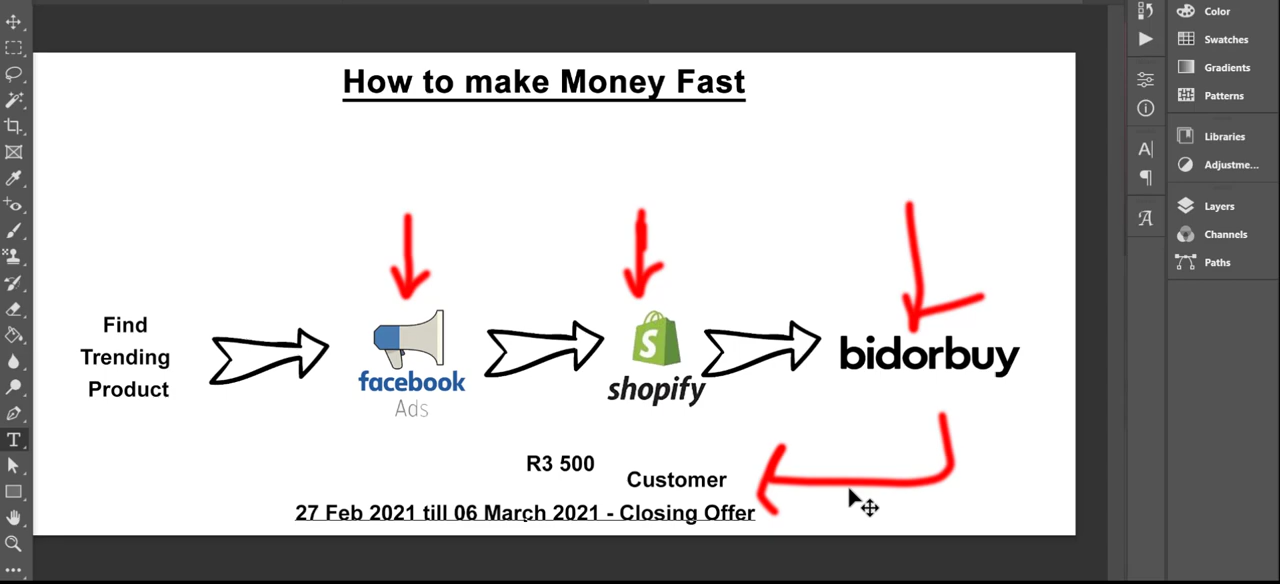 How to make Money Fast
Find
Trending
Product
facebook
Ads
S
shopify
bidorbuy
R3 500
Customer
27 Feb 2021 till 06 March 2021 - Closing Offer
Color
Swatches
Gradients
Patterns
Libraries
Adjustme...
Layers
Channels
Paths